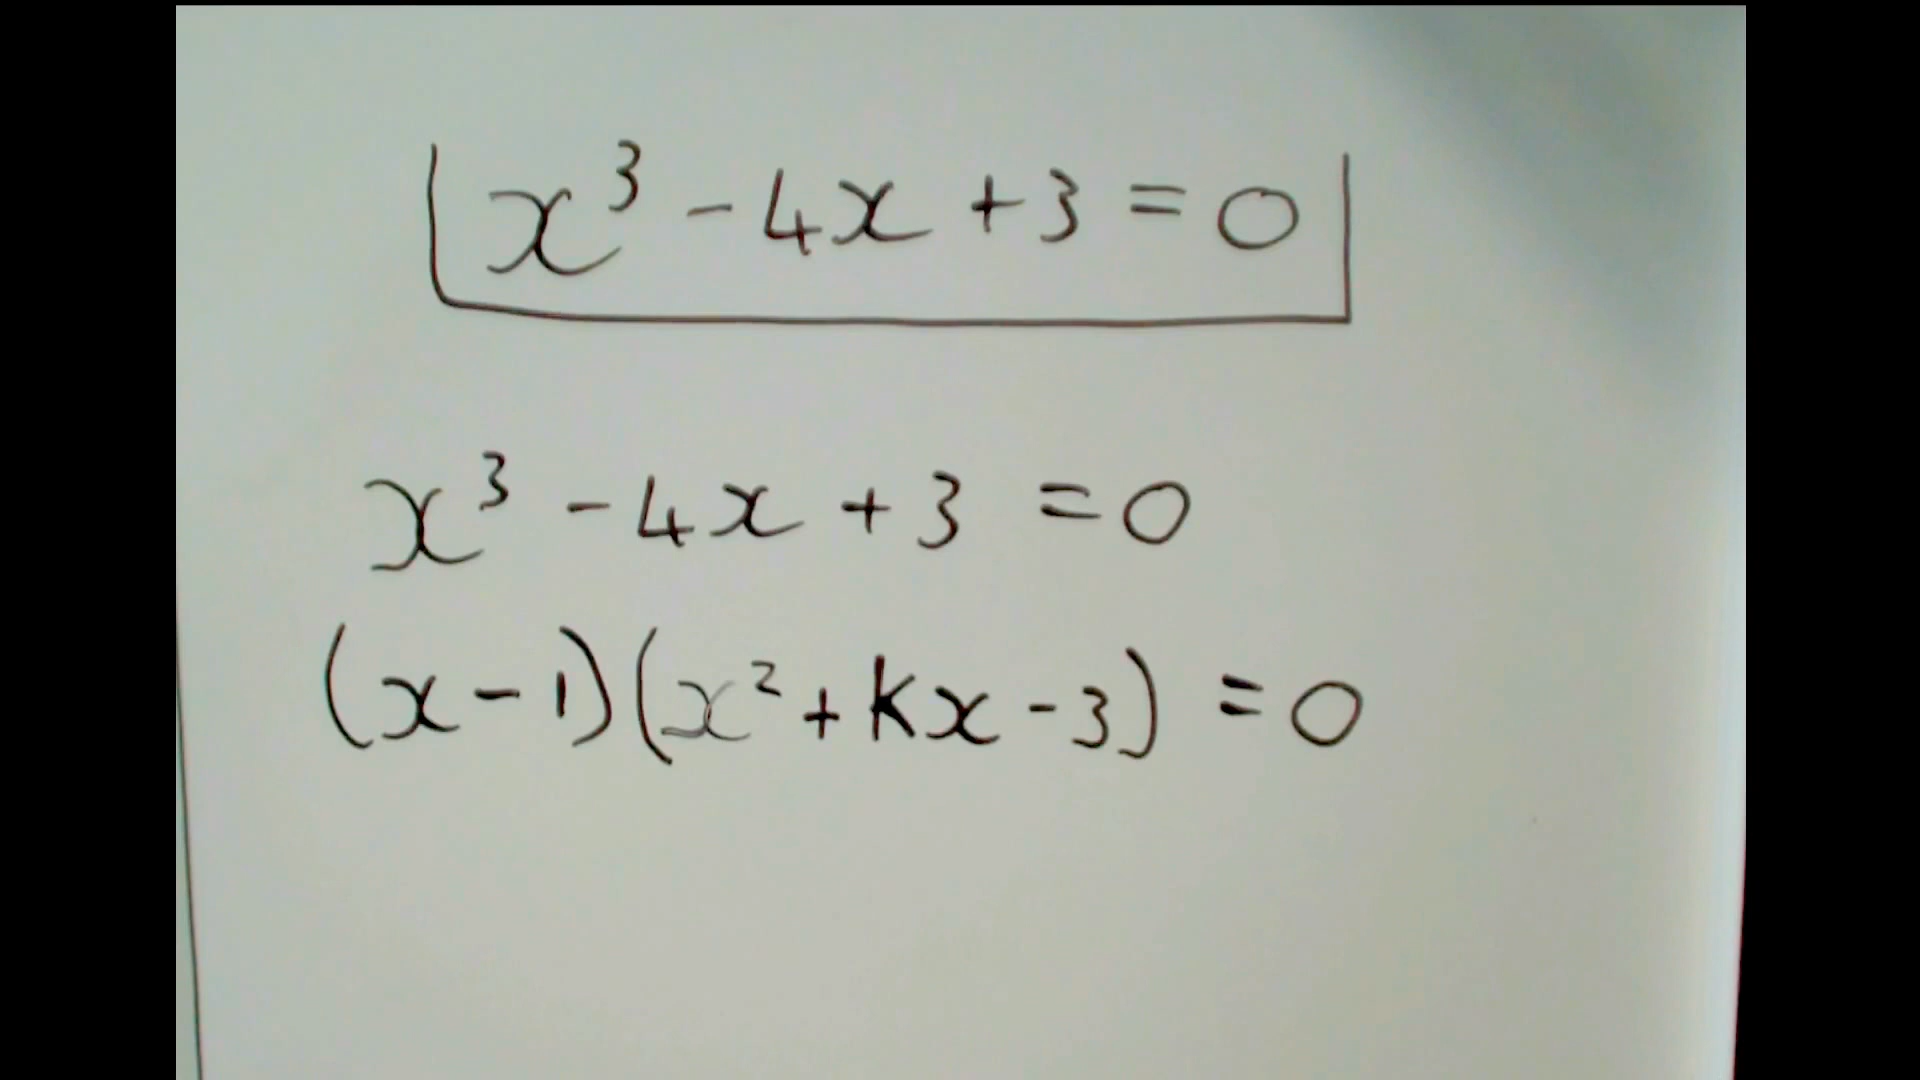 x³ - 4x + 3 = 0
x³ - 4x + 3 = 0
(x - 1)(x² + kx - 3) = 0